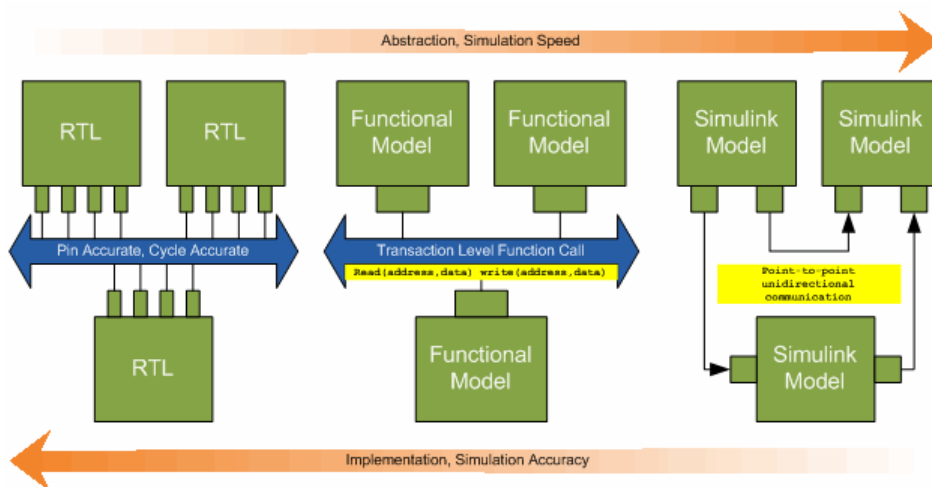 Abstraction, Simulation Speed
RTL
RTL
Pin Accurate, Cycle Accurate
RTL
Functional
Model
Functional
Model
Transaction Level Function Call
Read(address,data) write(address,data)
Functional
Model
Simulink
Model
Simulink
Model
Point-to-point
unidirectional
communication
Simulink
Model
Implementation, Simulation Accuracy